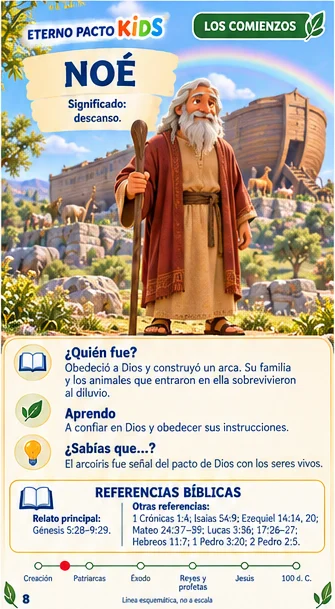 ETERNO PACTO KIDS
LOS COMIENZOS
NOÉ
Significado:
descanso.
¿Quién fue?
Obedeció a Dios y construyó un arca. Su familia
y los animales que entraron en ella sobrevivieron
al diluvio.
Aprendo
A confiar en Dios y obedecer sus instrucciones.
¿Sabías que...?
El arcoíris fue señal del pacto de Dios con los seres vivos.
REFERENCIAS BÍBLICAS
Relato principal:
Génesis 5:28-9:29.
Otras referencias:
1 Crónicas 1:4; Isaías 54:9; Ezequiel 14:14, 20;
Mateo 24:37-39; Lucas 3:36; 17:26-27;
Hebreos 11:7; 1 Pedro 3:20; 2 Pedro 2:5.
Creación
Patriarcas
Éxodo
Reyes y
profetas
Jesús
100 d. C.
8
Línea esquemática, no a escala